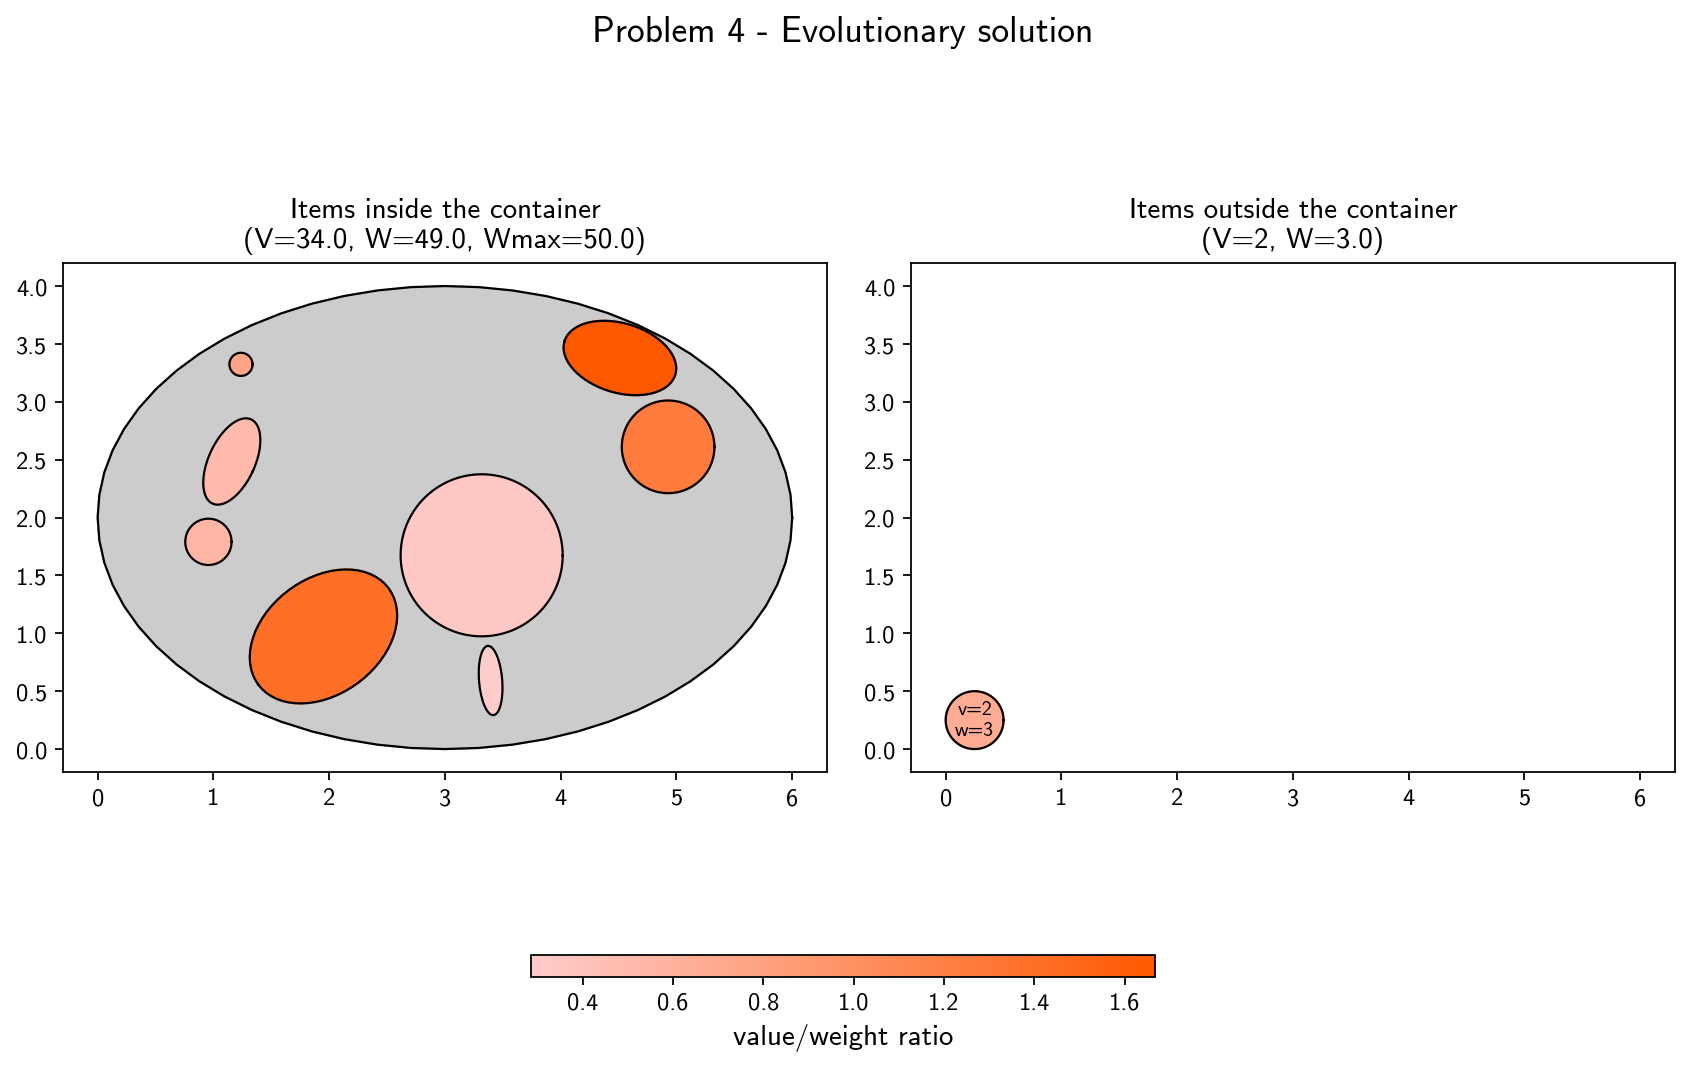 Problem 4 - Evolutionary solution
Items inside the container
(V=34.0, W=49.0, Wmax=50.0)
4.0
3.5
3.0
2.5
2.0
1.5
1.0
0.5
0.0
0 1 2 3 4 5 6
Items outside the container
(V=2, W=3.0)
4.0
3.5
3.0
2.5
2.0
1.5
1.0
0.5
0.0
v=2
w=3
0 1 2 3 4 5 6
0.4 0.6 0.8 1.0 1.2 1.4 1.6
value/weight ratio